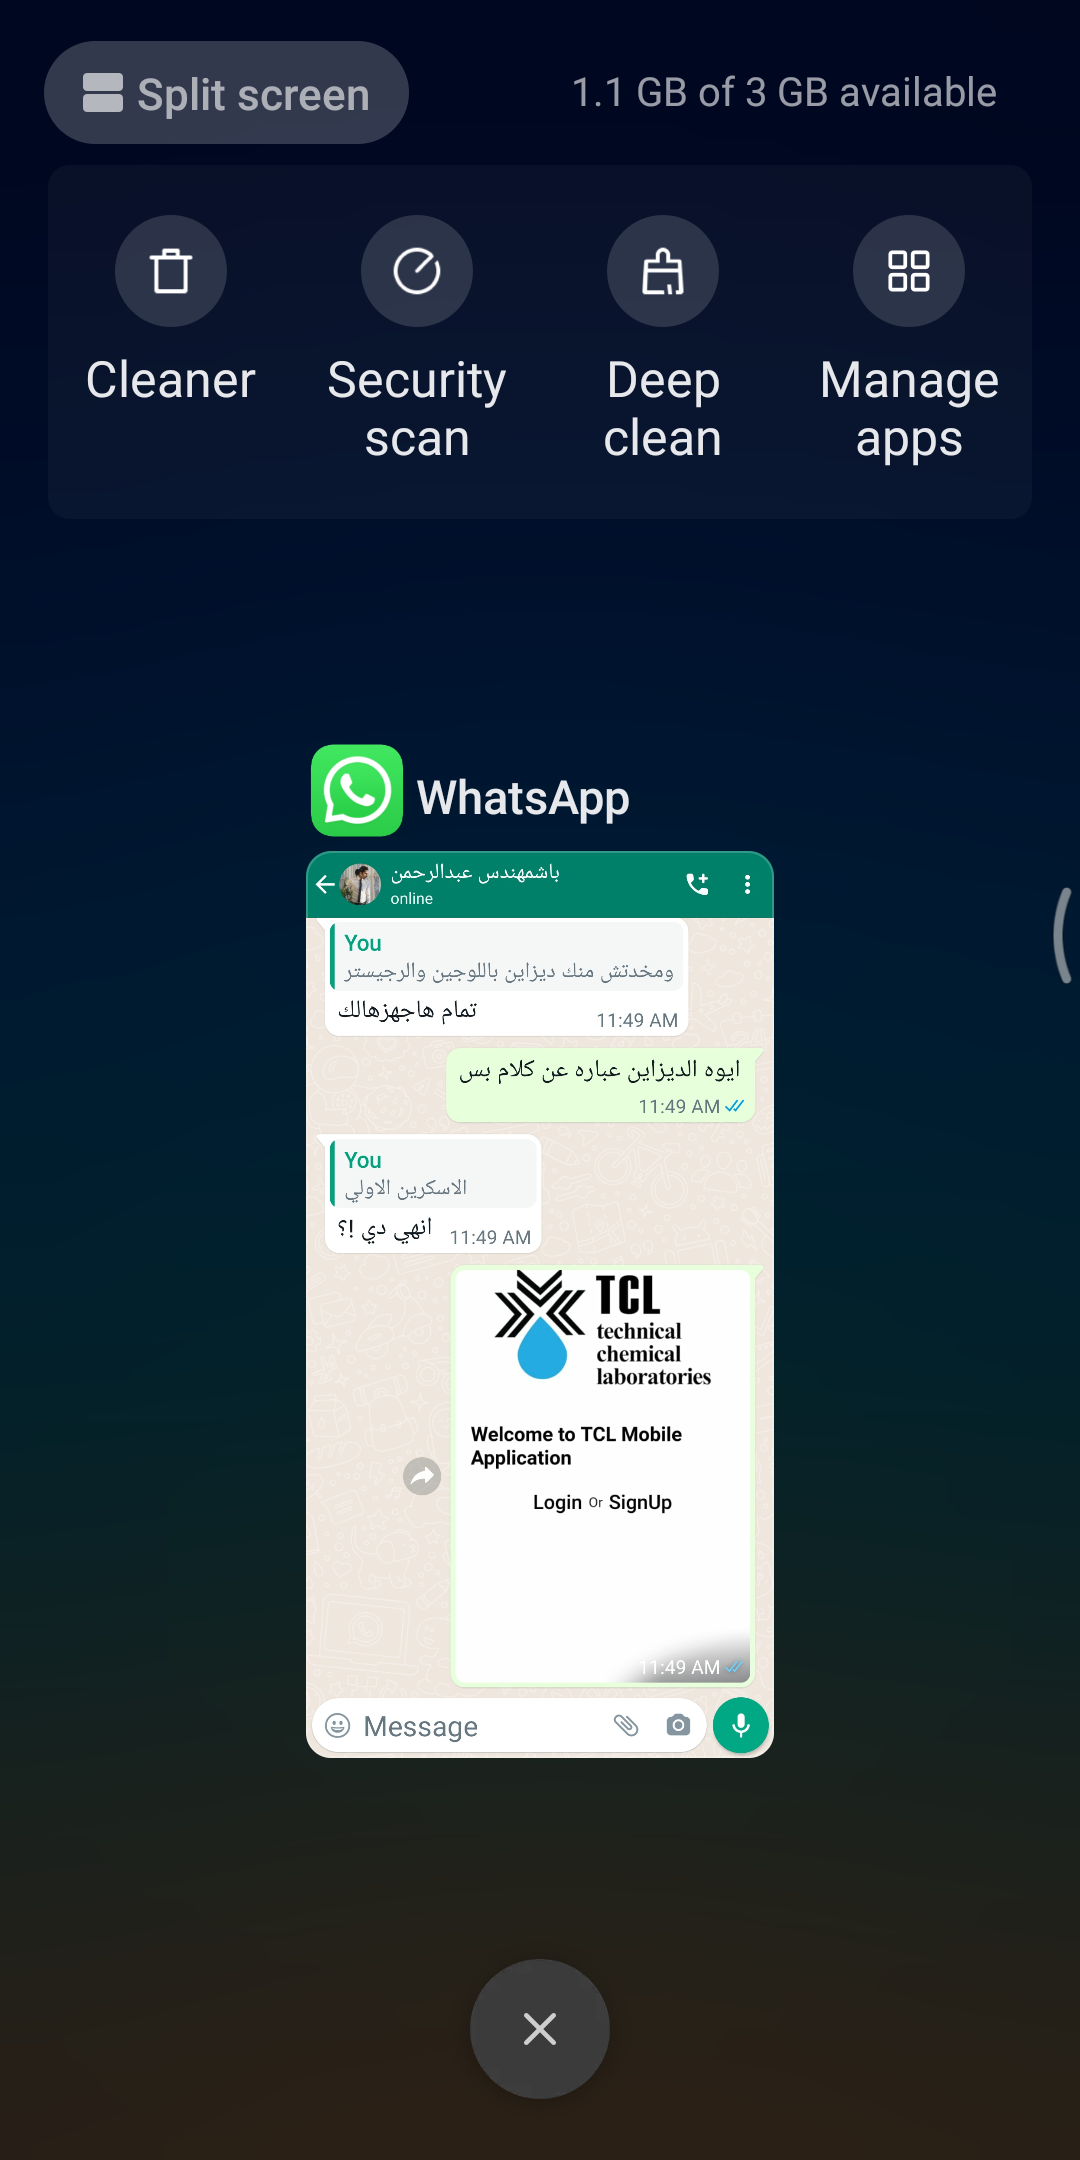 Split screen
1.1 GB of 3 GB available
Cleaner
Security
scan
Deep
clean
Manage
apps
WhatsApp
باشمهندس عبدالرحمن
online
You
ومخدتش منك ديزاين باللوجين والرجيستر
تمام هاجهزهالك
11:49 AM
ايوه الديزاين عباره عن كلام بس
11:49 AM
You
الاسكرين الاولي
انهي دي !؟
11:49 AM
TCL
technical
chemical
laboratories
Welcome to TCL Mobile
Application
Login Or SignUp
11:49 AM
Message